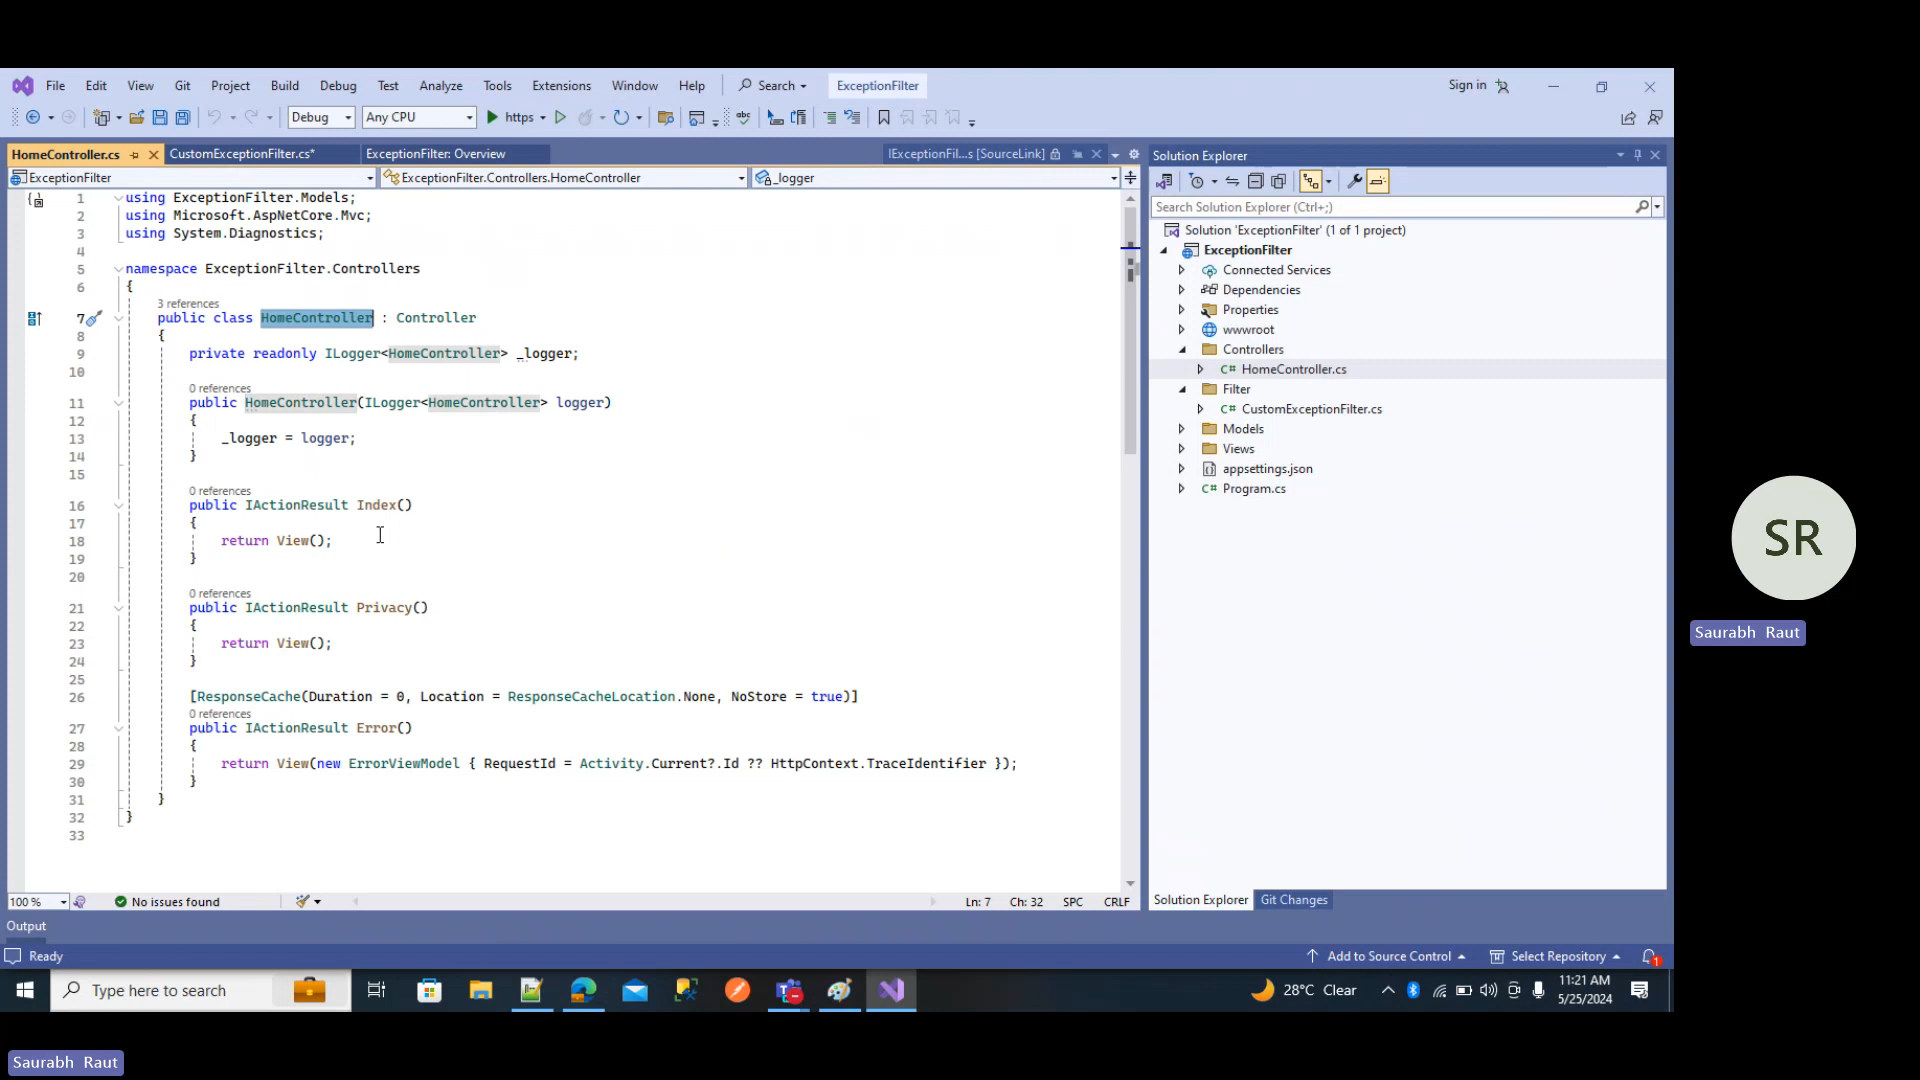 File Edit View Git Project Build Debug Test Analyze Tools Extensions Window Help Search ExceptionFilter Sign in
Debug Any CPU https
HomeController.cs CustomExceptionFilter.cs* ExceptionFilter: Overview IExceptionFil...s [SourceLink]
ExceptionFilter ExceptionFilter.Controllers.HomeController _logger
1 using ExceptionFilter.Models;
2 using Microsoft.AspNetCore.Mvc;
3 using System.Diagnostics;
4
5 namespace ExceptionFilter.Controllers
6 {
3 references
7 public class HomeController : Controller
8 {
9 private readonly ILogger<HomeController> _logger;
10
0 references
11 public HomeController(ILogger<HomeController> logger)
12 {
13 _logger = logger;
14 }
15
0 references
16 public IActionResult Index()
17 {
18 return View();
19 }
20
0 references
21 public IActionResult Privacy()
22 {
23 return View();
24 }
25
26 [ResponseCache(Duration = 0, Location = ResponseCacheLocation.None, NoStore = true)]
0 references
27 public IActionResult Error()
28 {
29 return View(new ErrorViewModel { RequestId = Activity.Current?.Id ?? HttpContext.TraceIdentifier });
30 }
31 }
32 }
33
100 % No issues found Ln: 7 Ch: 32 SPC CRLF
Solution Explorer
Search Solution Explorer (Ctrl+;)
Solution 'ExceptionFilter' (1 of 1 project)
ExceptionFilter
Connected Services
Dependencies
Properties
wwwroot
Controllers
C# HomeController.cs
Filter
C# CustomExceptionFilter.cs
Models
Views
appsettings.json
C# Program.cs
Solution Explorer Git Changes
Output
Ready Add to Source Control Select Repository 1
Type here to search 28°C Clear 11:21 AM
5/25/2024
SR
Saurabh Raut
Saurabh Raut